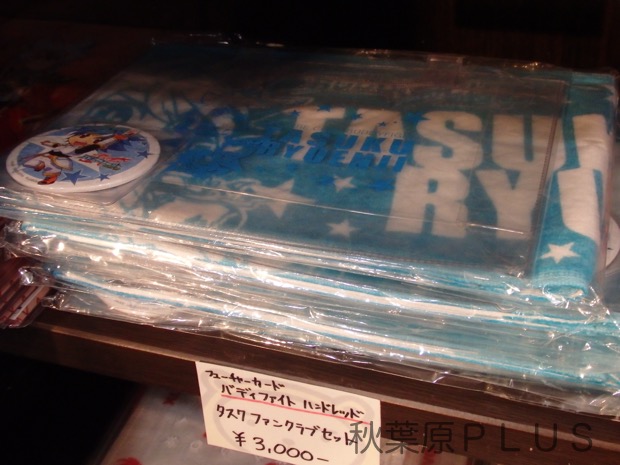 TASU
RY
TASUKU
RYUENJI
フューチャーカード
バディファイト ハンドレッド
タスク ファンクラブセット
¥3,000-
秋葉原PLUS